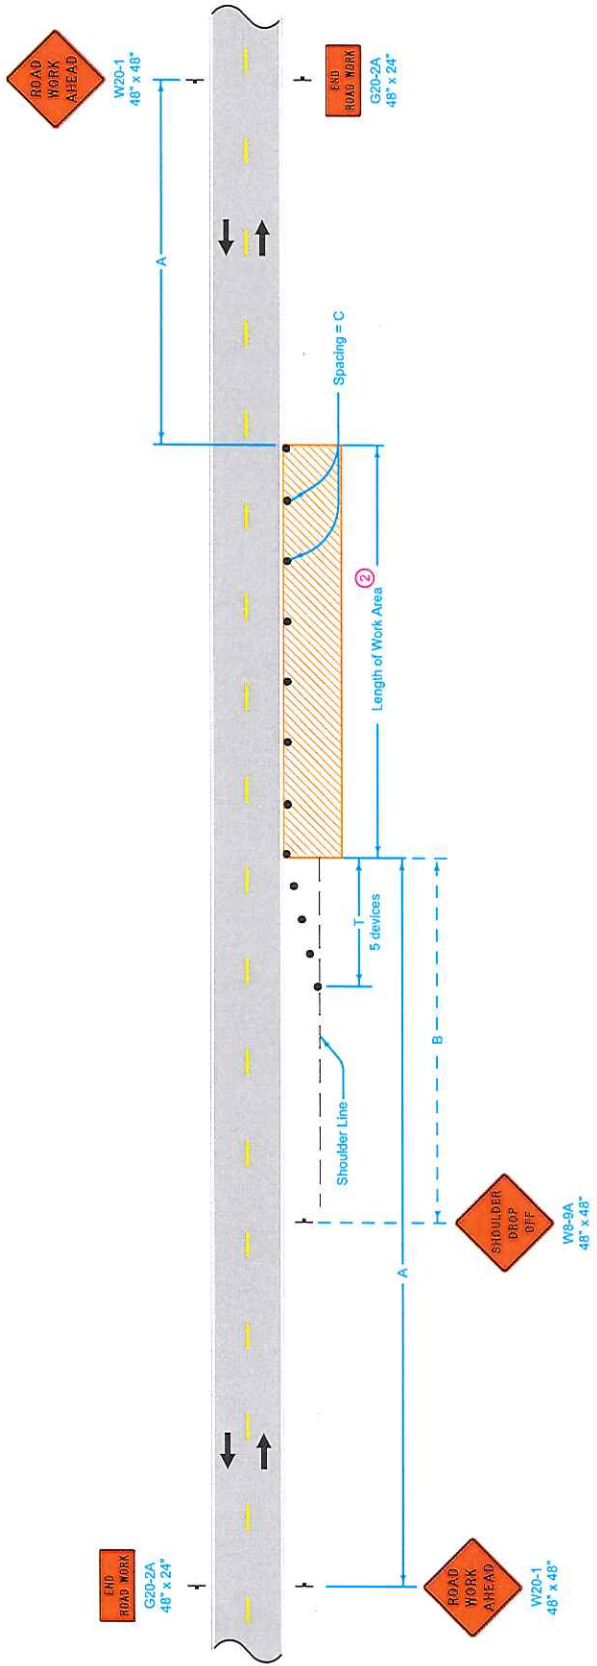 ROAD
WORK
AHEAD
W20-1
48" x 48"
END
ROAD WORK
G20-2A
48" x 24"
A
Spacing = C
Length of Work Area
2
T
5 devices
Shoulder Line
B
A
SHOULDER
DROP
OFF
W8-9A
48" x 48"
END
ROAD WORK
G20-2A
48" x 24"
ROAD
WORK
AHEAD
W20-1
48" x 48"